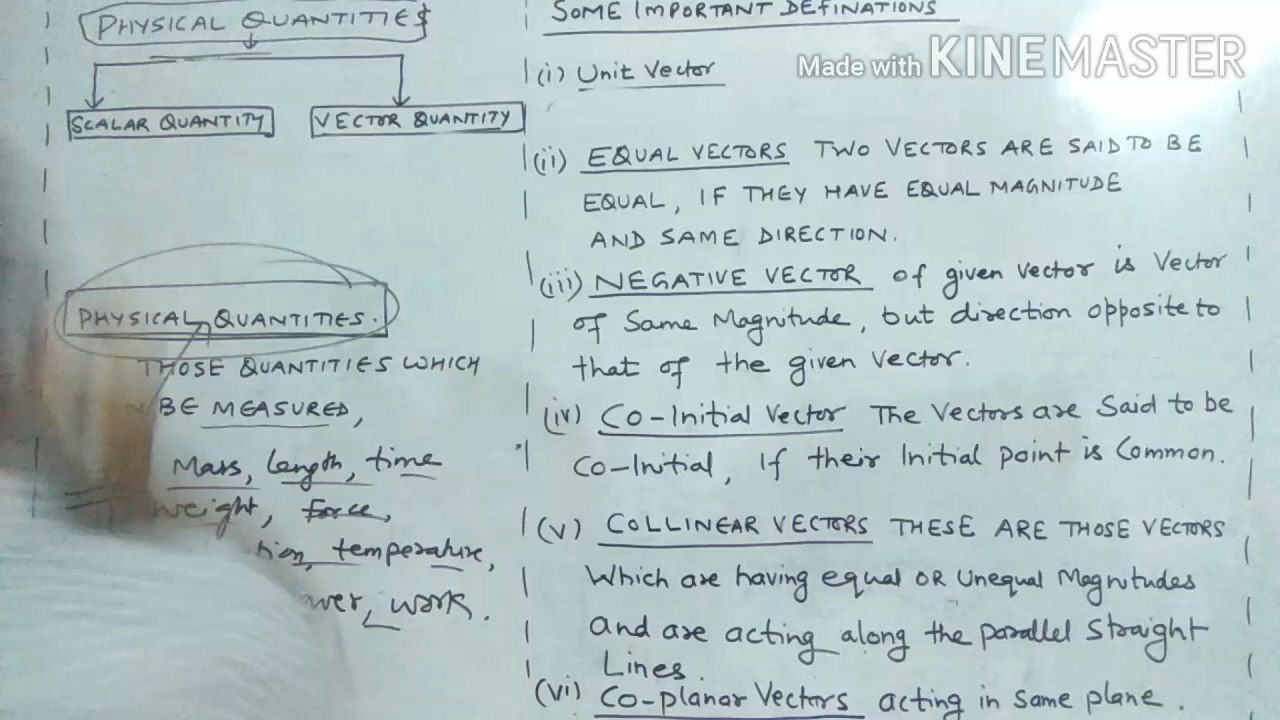 PHYSICAL QUANTITIES
SCALAR QUANTITY
VECTOR QUANTITY
PHYSICAL QUANTITIES.
THOSE QUANTITIES WHICH
BE MEASURED,
Mass, length, time
weight, force,
temperature,
work.
SOME IMPORTANT DEFINATIONS
Made with KINEMASTER
(i) Unit Vector
(ii) EQUAL VECTORS TWO VECTORS ARE SAID TO BE
EQUAL, IF THEY HAVE EQUAL MAGNITUDE
AND SAME DIRECTION.
(iii) NEGATIVE VECTOR of given vector is Vector
of Same Magnitude, but direction opposite to
that of the given vector.
(iv) Co-Initial Vector The Vectors are Said to be
Co-Initial, If their Initial point is Common.
(v) COLLINEAR VECTORS THESE ARE THOSE VECTORS
Which are having equal OR Unequal Magnitudes
and are acting along the parallel Straight
Lines.
(vi) Co-planar Vectors acting in same plane.